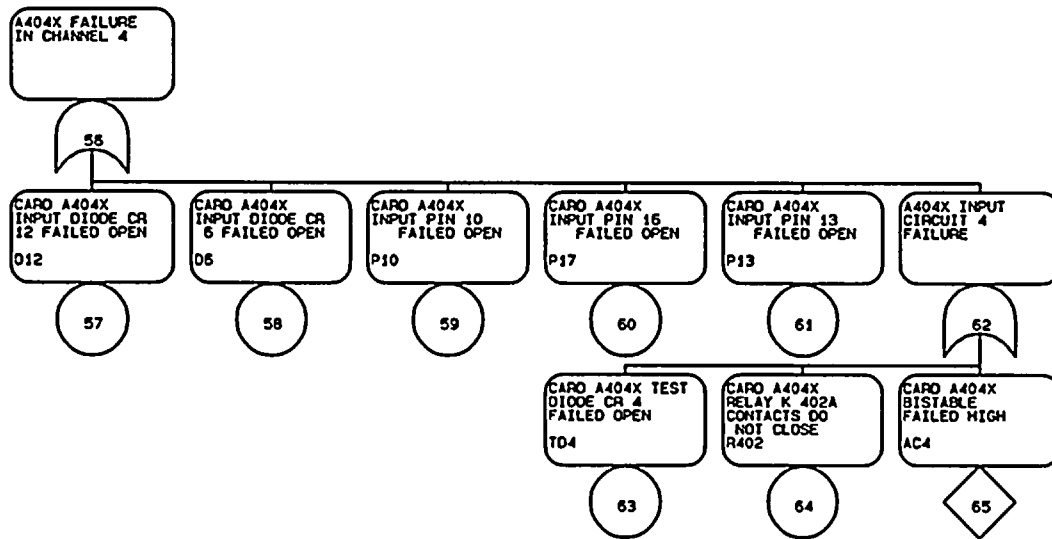 A404X FAILURE
IN CHANNEL 4
56
CARD A404X
INPUT DIODE CR
12 FAILED OPEN
D12
CARD A404X
INPUT DIODE CR
6 FAILED OPEN
D6
CARD A404X
INPUT PIN 10
FAILED OPEN
P10
CARD A404X
INPUT PIN 16
FAILED OPEN
P17
CARD A404X
INPUT PIN 13
FAILED OPEN
P13
A404X INPUT
CIRCUIT 4
FAILURE
57
58
59
60
61
62
CARD A404X TEST
DIODE CR 4
FAILED OPEN
TD4
CARD A404X
RELAY K 402A
CONTACTS DO
NOT CLOSE
R402
CARD A404X
BISTABLE
FAILED HIGH
AC4
63
64
65